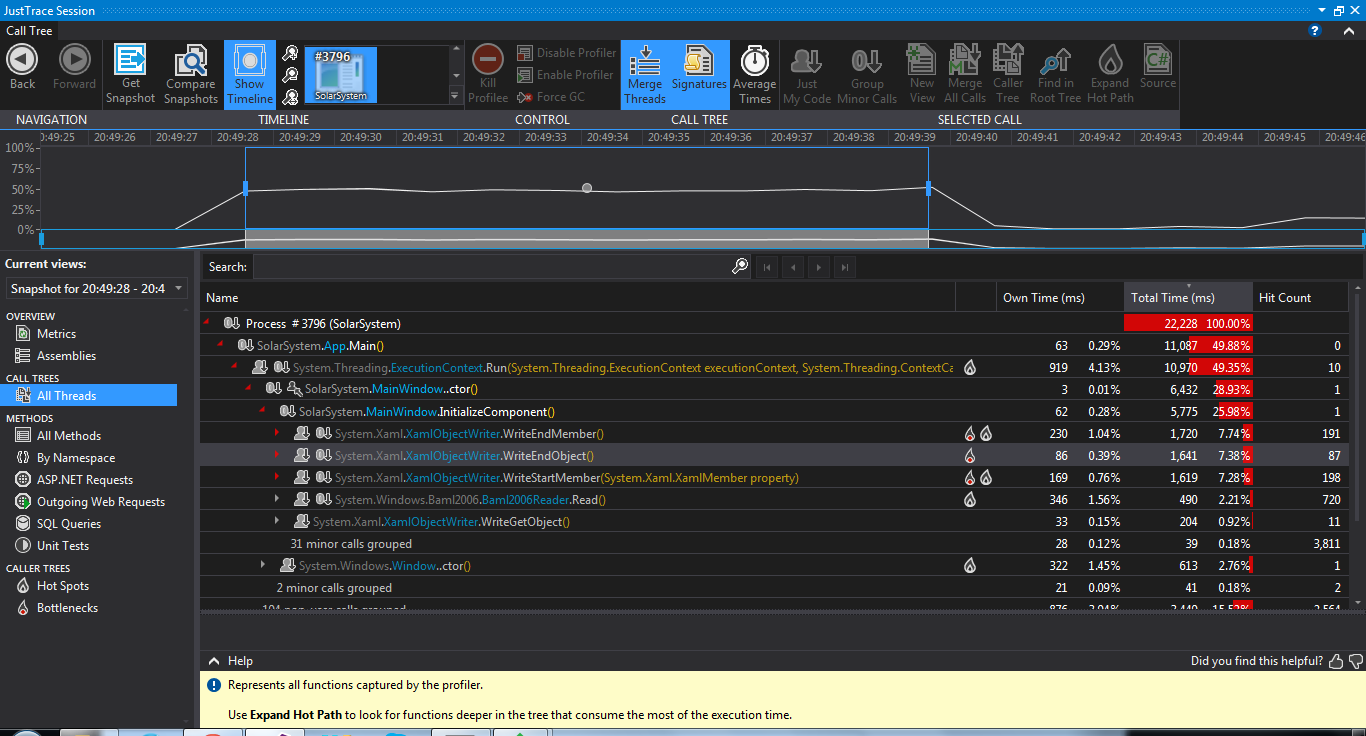 JustTrace Session
Call Tree
Back
Forward
Get Snapshot
Compare Snapshots
Show Timeline
#3796
SolarSystem
Kill Profilee
Disable Profiler
Enable Profiler
Force GC
Merge Threads
Signatures
Average Times
Just My Code
Group Minor Calls
New View
Merge All Calls
Caller Tree
Find in Root Tree
Expand Hot Path
Source
NAVIGATION TIMELINE CONTROL CALL TREE SELECTED CALL
20:49:26 20:49:27 20:49:28 20:49:29 20:49:30 20:49:31 20:49:32 20:49:33 20:49:34 20:49:35 20:49:36 20:49:37 20:49:38 20:49:39 20:49:40 20:49:41 20:49:42 20:49:43 20:49:44 20:49:45 20:49:46
100%
75%
50%
25%
0%
Current views:
Snapshot for 20:49:28 - 20:4
OVERVIEW
Metrics
Assemblies
CALL TREES
All Threads
METHODS
All Methods
By Namespace
ASP.NET Requests
Outgoing Web Requests
SQL Queries
Unit Tests
CALLER TREES
Hot Spots
Bottlenecks
Search:
Name Own Time (ms) Total Time (ms) Hit Count
Process # 3796 (SolarSystem) 22,228 100.00%
SolarSystem.App.Main() 63 0.29% 11,087 49.88% 0
System.Threading.ExecutionContext.Run(System.Threading.ExecutionContext executionContext, System.Threading.ContextCa 919 4.13% 10,970 49.35% 10
SolarSystem.MainWindow..ctor() 3 0.01% 6,432 28.93% 1
SolarSystem.MainWindow.InitializeComponent() 62 0.28% 5,775 25.98% 1
System.Xaml.XamlObjectWriter.WriteEndMember() 230 1.04% 1,720 7.74% 191
System.Xaml.XamlObjectWriter.WriteEndObject() 86 0.39% 1,641 7.38% 87
System.Xaml.XamlObjectWriter.WriteStartMember(System.Xaml.XamlMember property) 169 0.76% 1,619 7.28% 198
System.Windows.Baml2006.Baml2006Reader.Read() 346 1.56% 490 2.21% 720
System.Xaml.XamlObjectWriter.WriteGetObject() 33 0.15% 204 0.92% 11
31 minor calls grouped 28 0.12% 39 0.18% 3,811
System.Windows.Window..ctor() 322 1.45% 613 2.76% 1
2 minor calls grouped 21 0.09% 41 0.18% 2
Help
Did you find this helpful?
Represents all functions captured by the profiler.
Use Expand Hot Path to look for functions deeper in the tree that consume the most of the execution time.